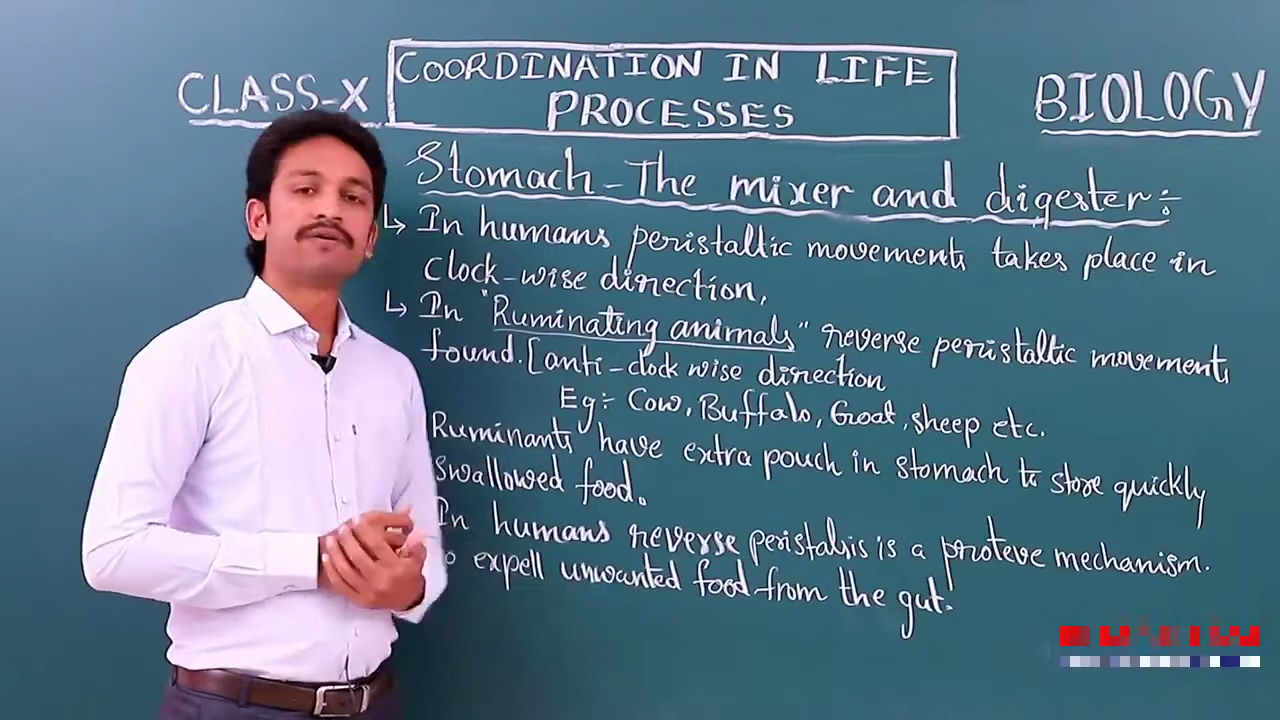 CLASS-X
COORDINATION IN LIFE
PROCESSES
BIOLOGY
Stomach - The mixer and digester :-
↳ In humans peristaltic movements takes place in
clock-wise direction,
↳ In "Ruminating animals" reverse peristaltic movements
found. [anti-clock wise direction
Eg :- Cow, Buffalo, Goat, sheep etc.
Ruminants have extra pouch in stomach to store quickly
swallowed food.
In humans reverse peristalsis is a proteve mechanism.
expell unwanted food from the gut.